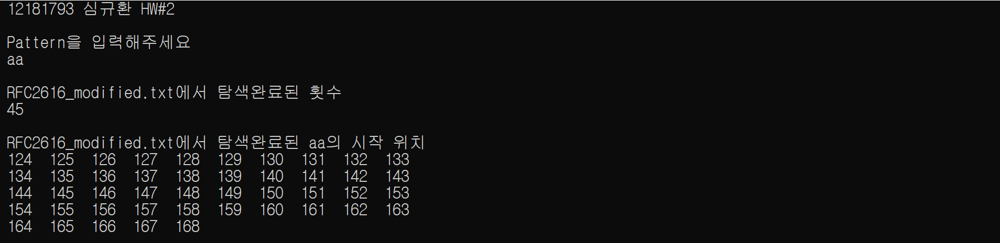 12181793 심규환 HW#2
Pattern을 입력해주세요
aa
RFC2616_modified.txt에서 탐색완료된 횟수
45
RFC2616_modified.txt에서 탐색완료된 aa의 시작 위치
124 125 126 127 128 129 130 131 132 133
134 135 136 137 138 139 140 141 142 143
144 145 146 147 148 149 150 151 152 153
154 155 156 157 158 159 160 161 162 163
164 165 166 167 168